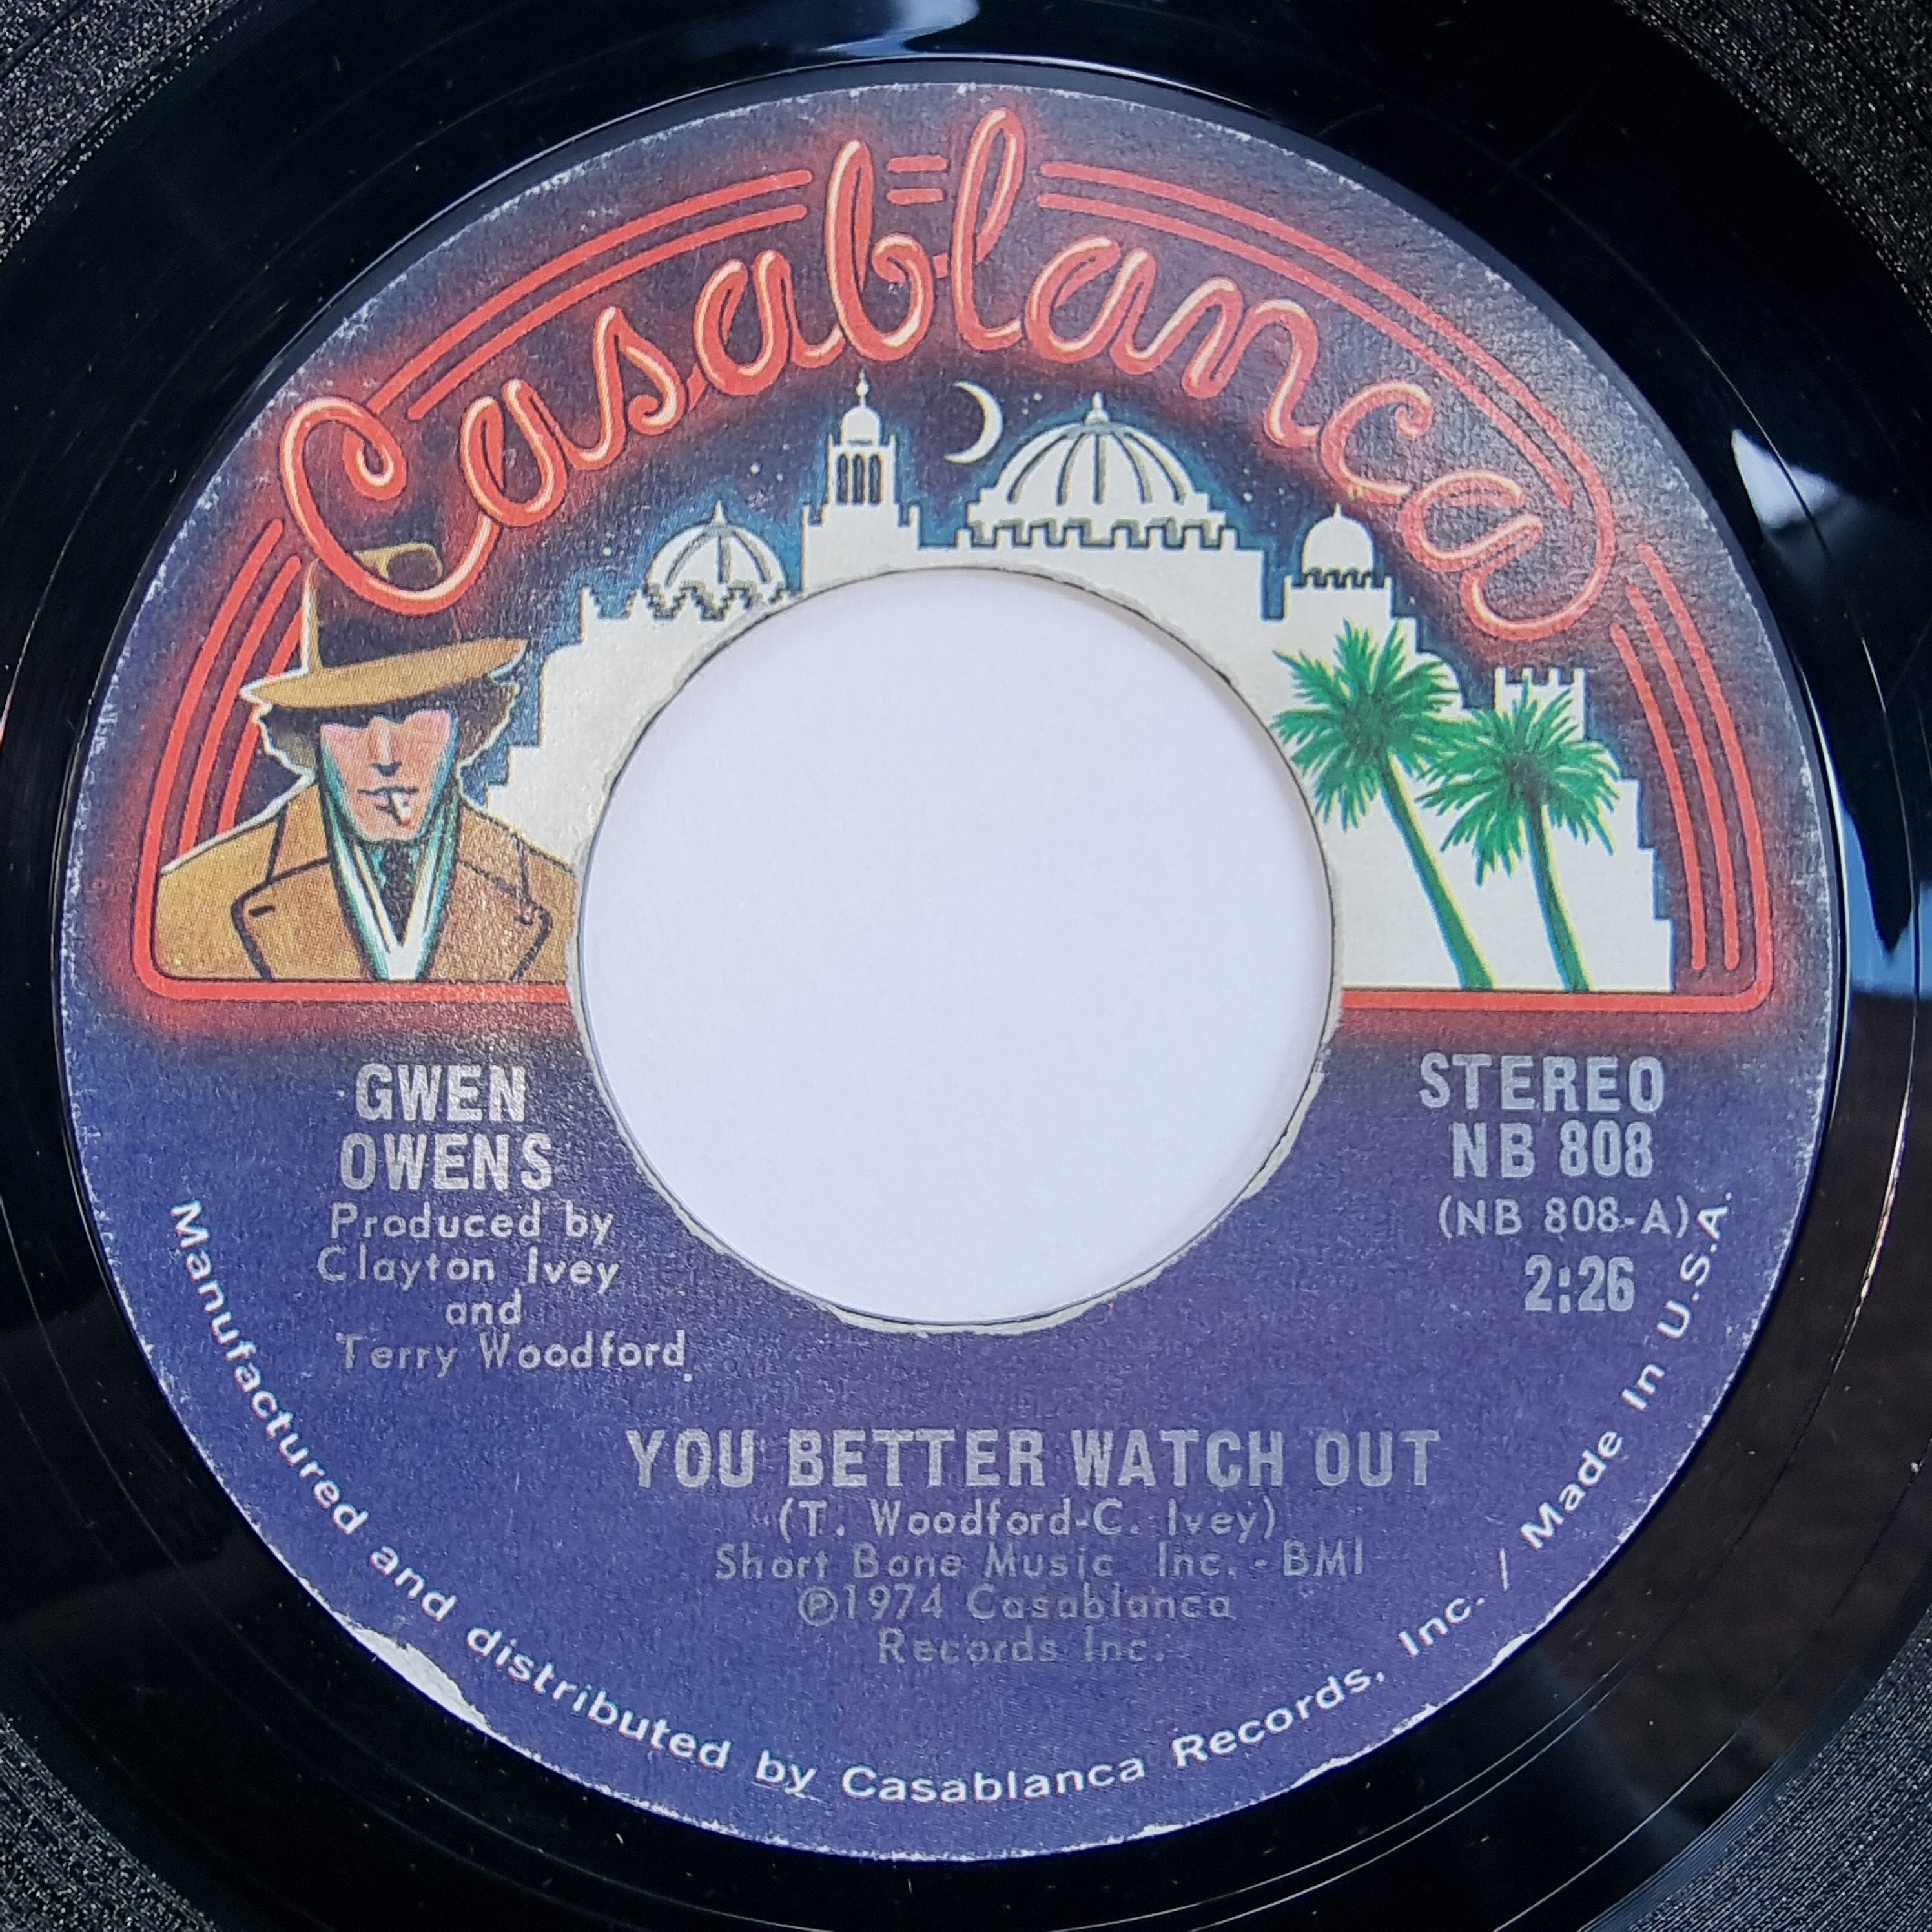 Casablanca
GWEN
OWENS
Produced by
Clayton Ivey
and
Terry Woodford
STEREO
NB 808
(NB 808-A)
2:26
YOU BETTER WATCH OUT
(T. Woodford-C. Ivey)
Short Bone Music Inc. - BMI
℗1974 Casablanca
Records Inc.
Manufactured and distributed by Casablanca Records, Inc. / Made In U.S.A.